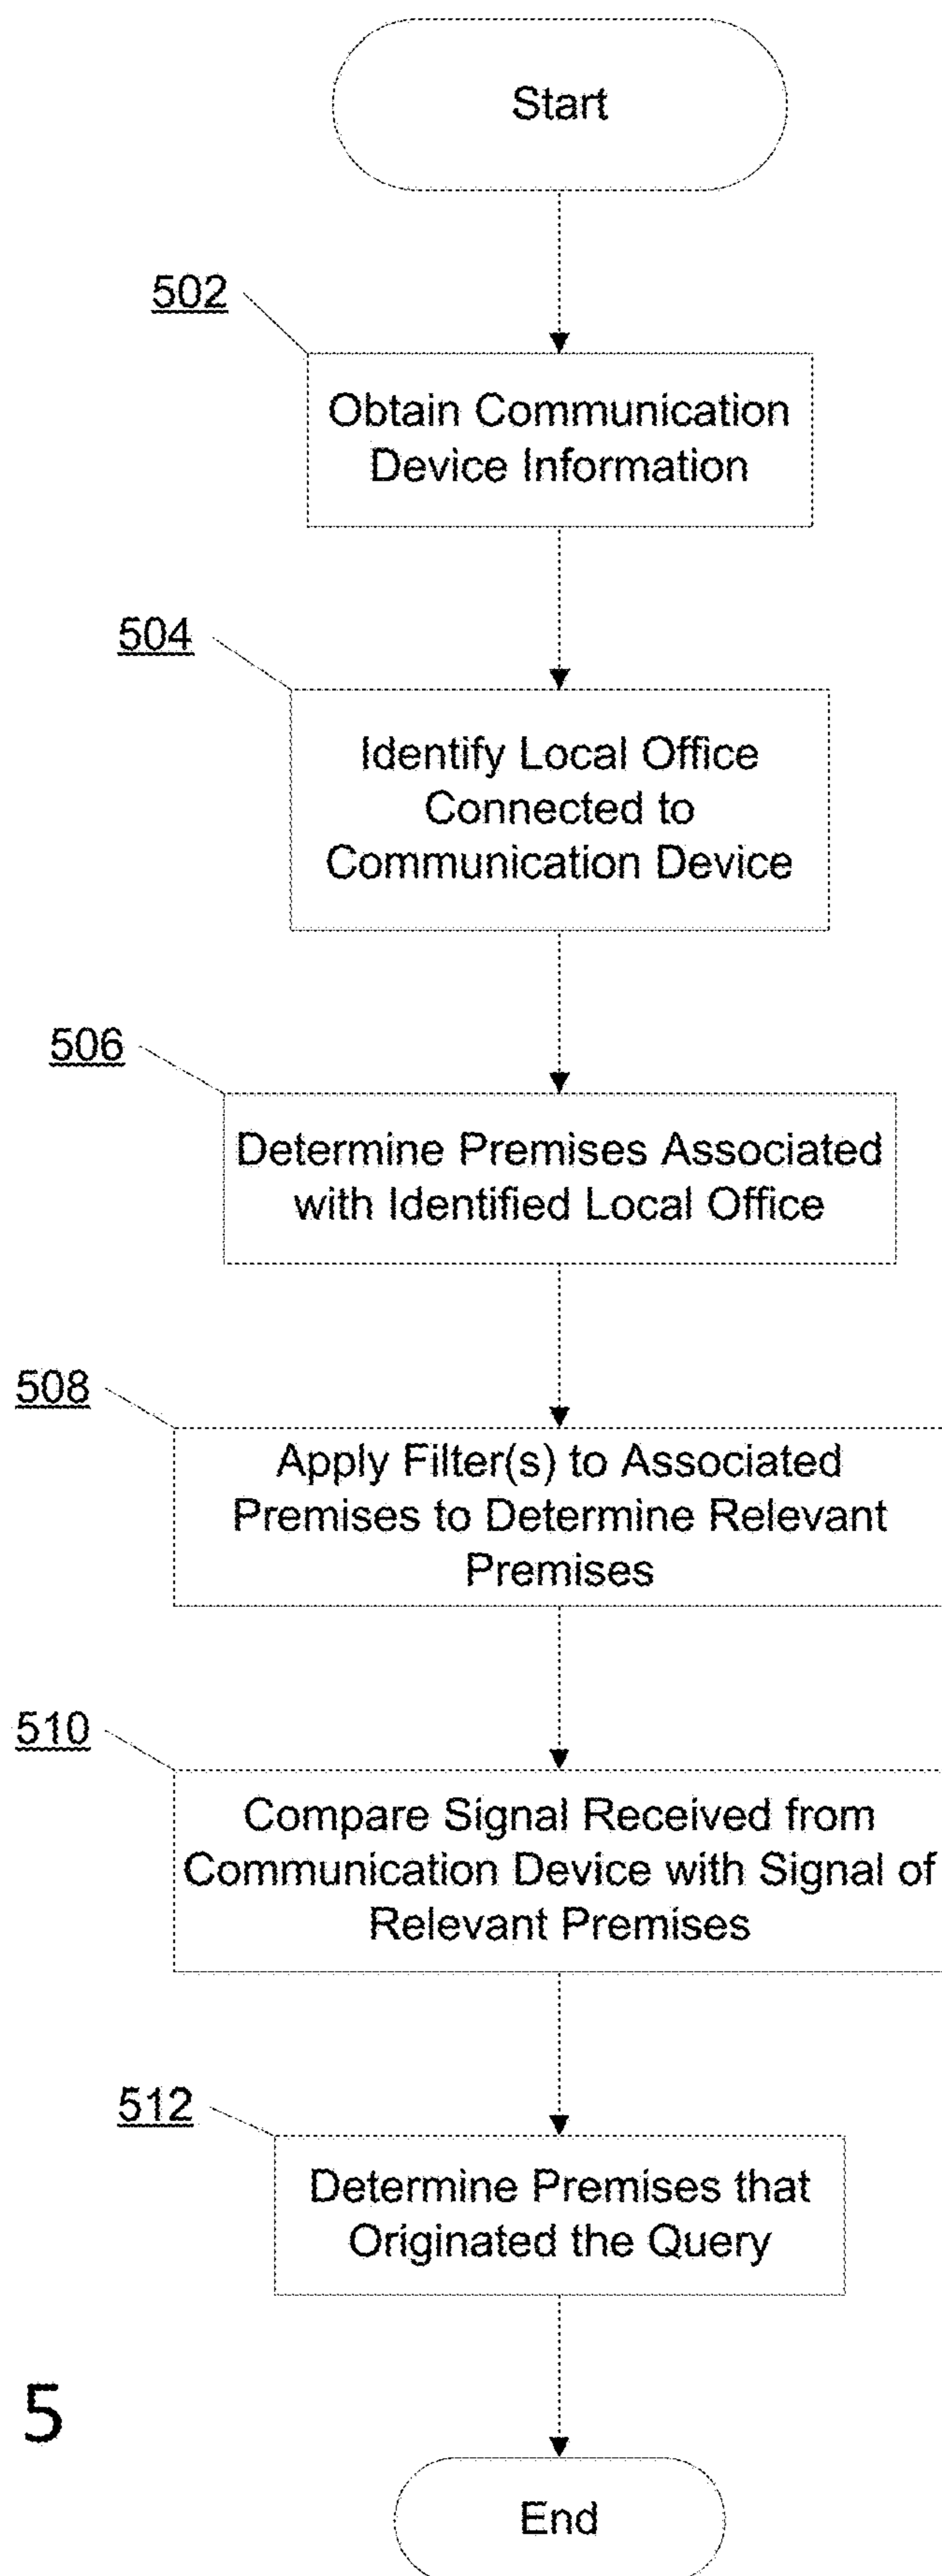 Start
502
Obtain Communication
Device Information
504
Identify Local Office
Connected to
Communication Device
506
Determine Premises Associated
with Identified Local Office
508
Apply Filter(s) to Associated
Premises to Determine Relevant
Premises
510
Compare Signal Received from
Communication Device with Signal of
Relevant Premises
512
Determine Premises that
Originated the Query
5
End